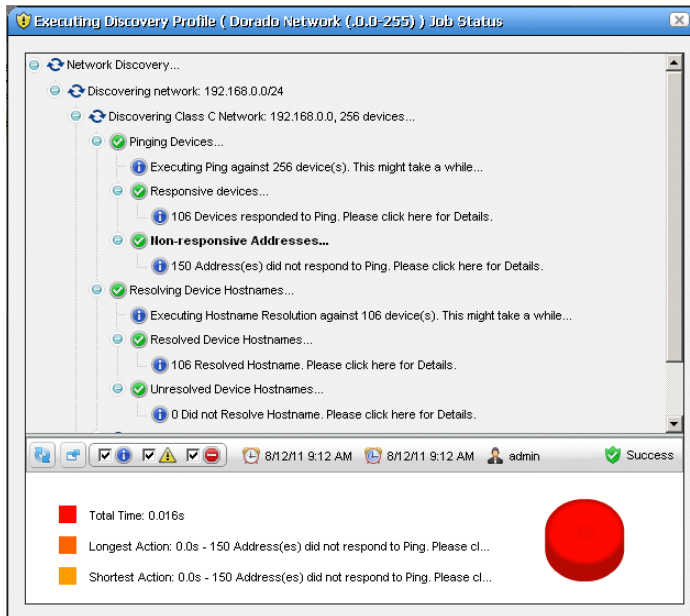 Executing Discovery Profile ( Dorado Network (.0.0-255) ) Job Status
Network Discovery...
Discovering network: 192.168.0.0/24
Discovering Class C Network: 192.168.0.0, 256 devices...
Pinging Devices...
Executing Ping against 256 device(s). This might take a while...
Responsive devices...
106 Devices responded to Ping. Please click here for Details.
Non-responsive Addresses...
150 Address(es) did not respond to Ping. Please click here for Details.
Resolving Device Hostnames...
Executing Hostname Resolution against 106 device(s). This might take a while...
Resolved Device Hostnames...
106 Resolved Hostname. Please click here for Details.
Unresolved Device Hostnames...
0 Did not Resolve Hostname. Please click here for Details.
8/12/11 9:12 AM 8/12/11 9:12 AM admin Success
Total Time: 0.016s
Longest Action: 0.0s - 150 Address(es) did not respond to Ping. Please cl...
Shortest Action: 0.0s - 150 Address(es) did not respond to Ping. Please cl...